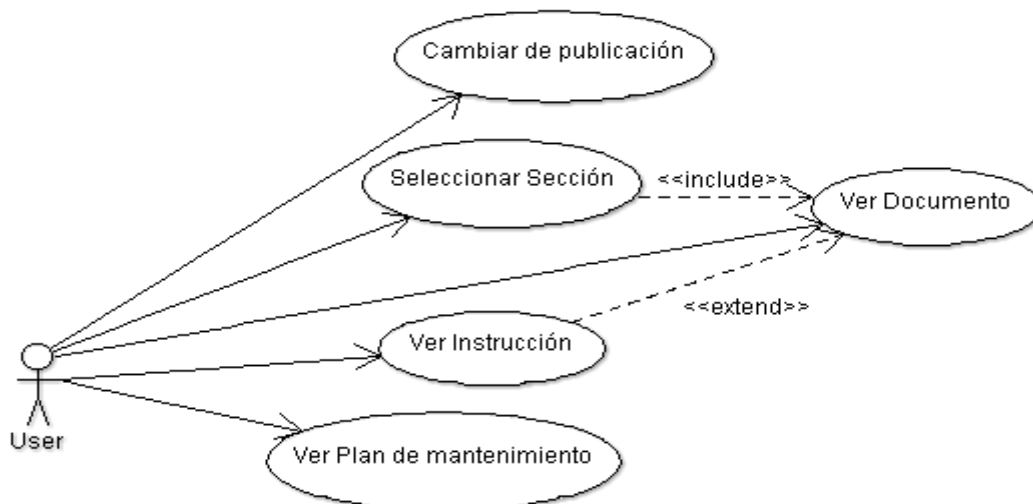 Cambiar de publicación
Seleccionar Sección
<<include>>
Ver Documento
<<extend>>
Ver Instrucción
User
Ver Plan de mantenimiento